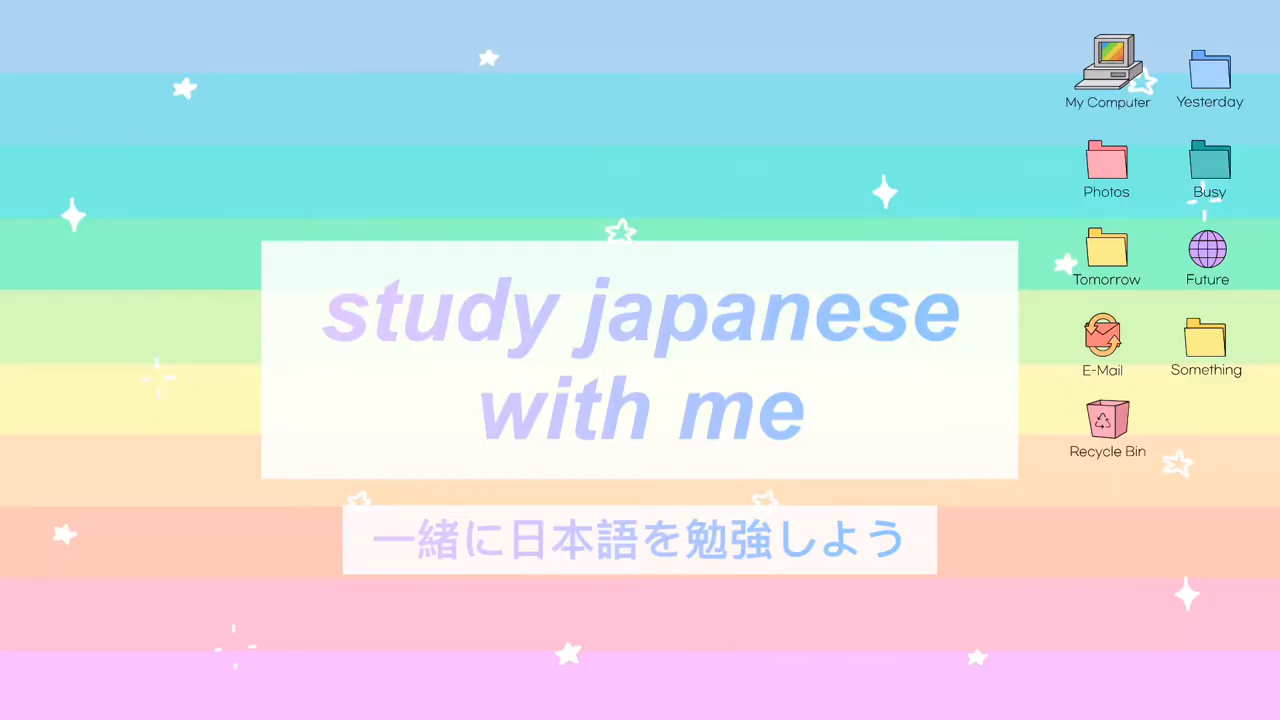 study japanese
with me
一緒に日本語を勉強しよう
My Computer
Yesterday
Photos
Busy
Tomorrow
Future
E-Mail
Something
Recycle Bin